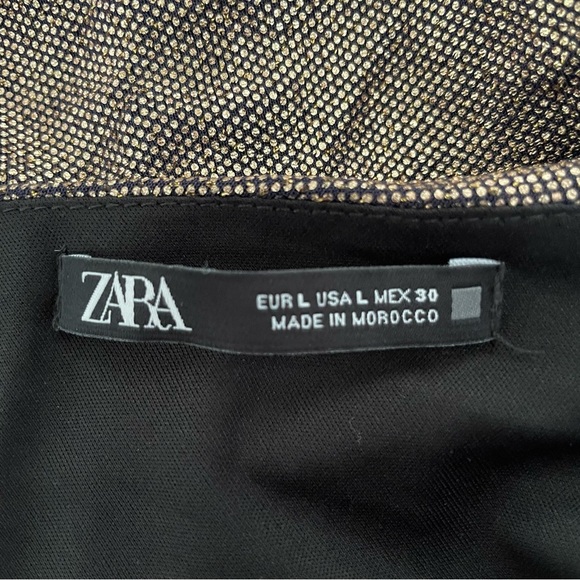 ZARA
EUR L USA L MEX 30
MADE IN MOROCCO